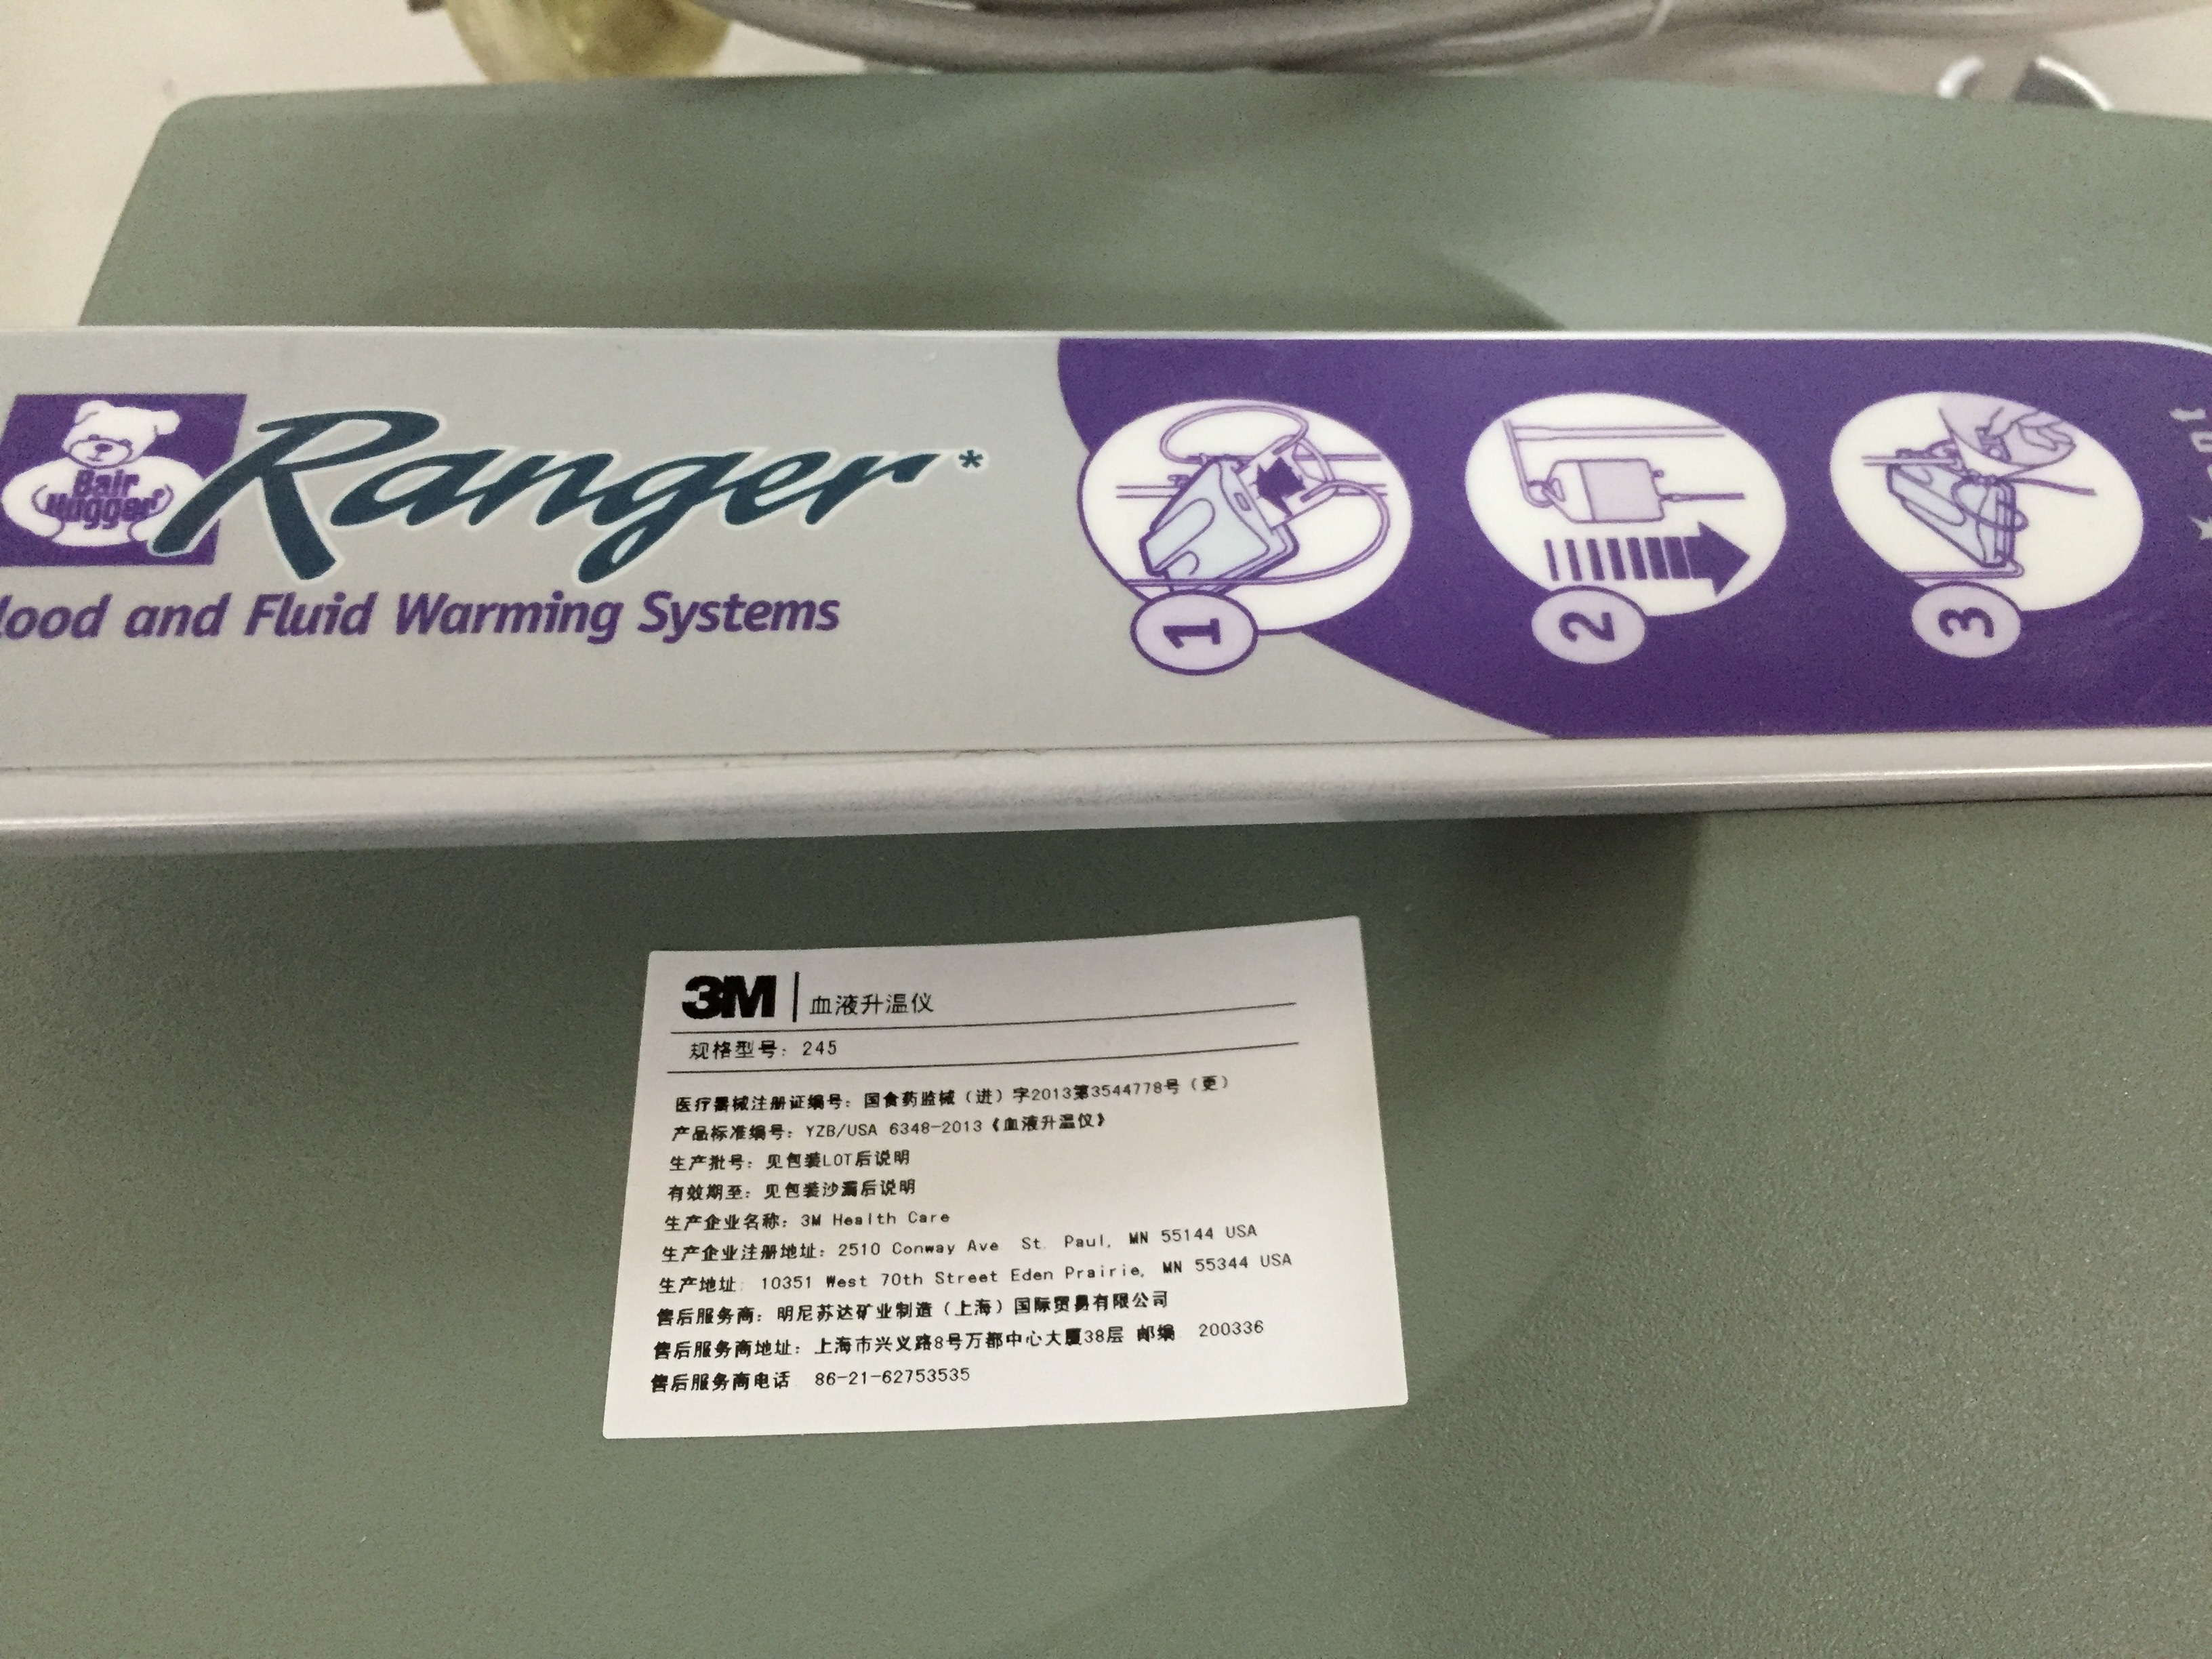 Bair
Hugger
Ranger*
lood and Fluid Warming Systems
1
2
3
3M 血液升温仪
规格型号：245
医疗器械注册证编号：国食药监械（进）字2013第3544778号（更）
产品标准编号：YZB/USA 6348-2013《血液升温仪》
生产批号：见包装LOT后说明
有效期至：见包装沙漏后说明
生产企业名称：3M Health Care
生产企业注册地址：2510 Conway Ave St. Paul, MN 55144 USA
生产地址: 10351 West 70th Street Eden Prairie, MN 55344 USA
售后服务商：明尼苏达矿业制造（上海）国际贸易有限公司
售后服务商地址：上海市兴义路8号万都中心大厦38层 邮编 200336
售后服务商电话 86-21-62753535